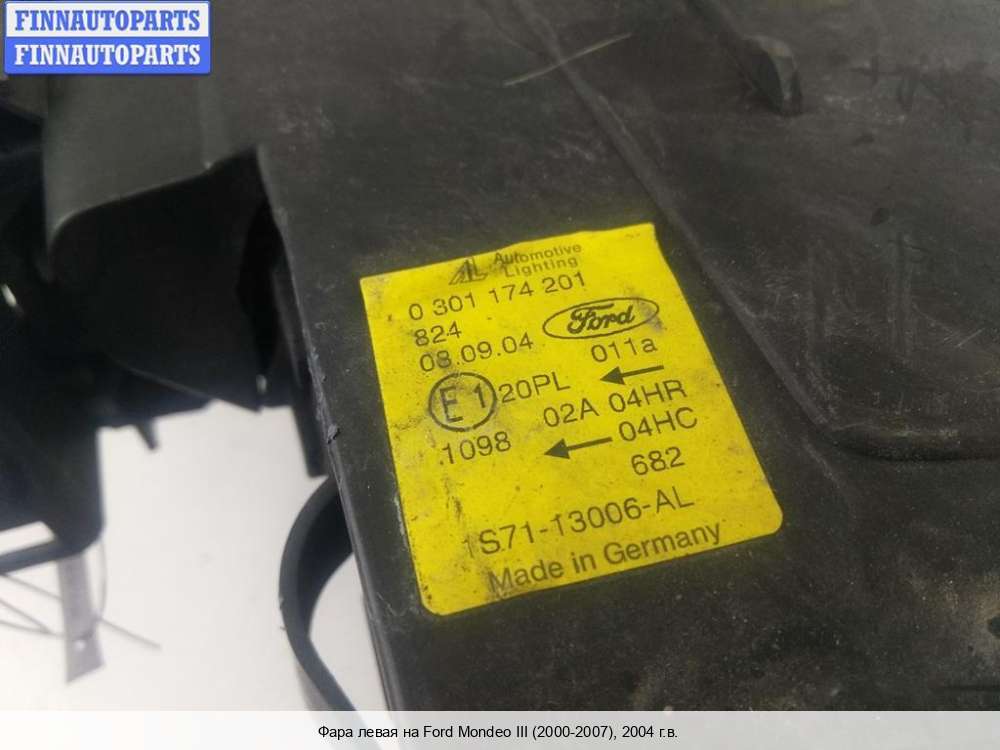 FINNAUTOPARTS
FINNAUTOPARTS
AL Automotive
Lighting
0 301 174 201
824
08.09.04 Ford
011a
E1 20PL
02A 04HR
1098 04HC
682
1S71-13006-AL
Made in Germany
Фара левая на Ford Mondeo III (2000-2007), 2004 г.в.